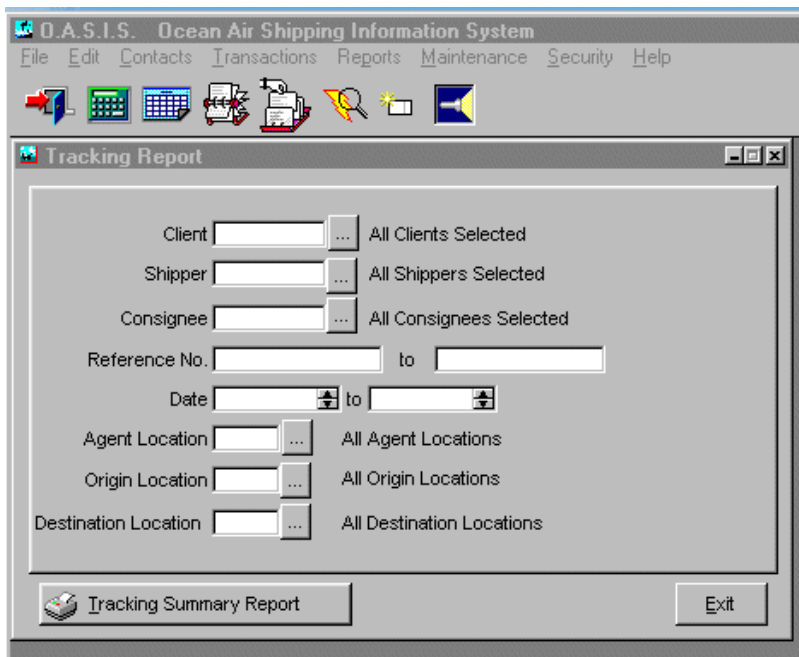 O.A.S.I.S. Ocean Air Shipping Information System
File Edit Contacts Transactions Reports Maintenance Security Help
Tracking Report
Client ... All Clients Selected
Shipper ... All Shippers Selected
Consignee ... All Consignees Selected
Reference No. to
Date to
Agent Location ... All Agent Locations
Origin Location ... All Origin Locations
Destination Location ... All Destination Locations
Tracking Summary Report Exit